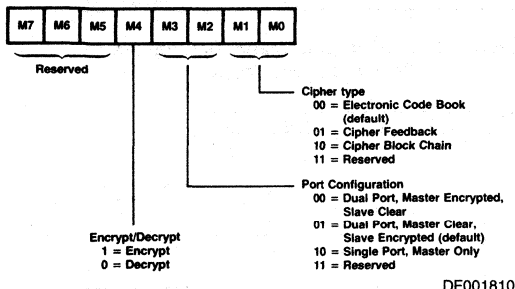 M7 M6 M5 M4 M3 M2 M1 M0
Reserved
Cipher type
00 = Electronic Code Book
(default)
01 = Cipher Feedback
10 = Cipher Block Chain
11 = Reserved
Port Configuration
00 = Dual Port, Master Encrypted,
Slave Clear
01 = Dual Port, Master Clear,
Slave Encrypted (default)
10 = Single Port, Master Only
11 = Reserved
Encrypt/Decrypt
1 = Encrypt
0 = Decrypt
DF001810